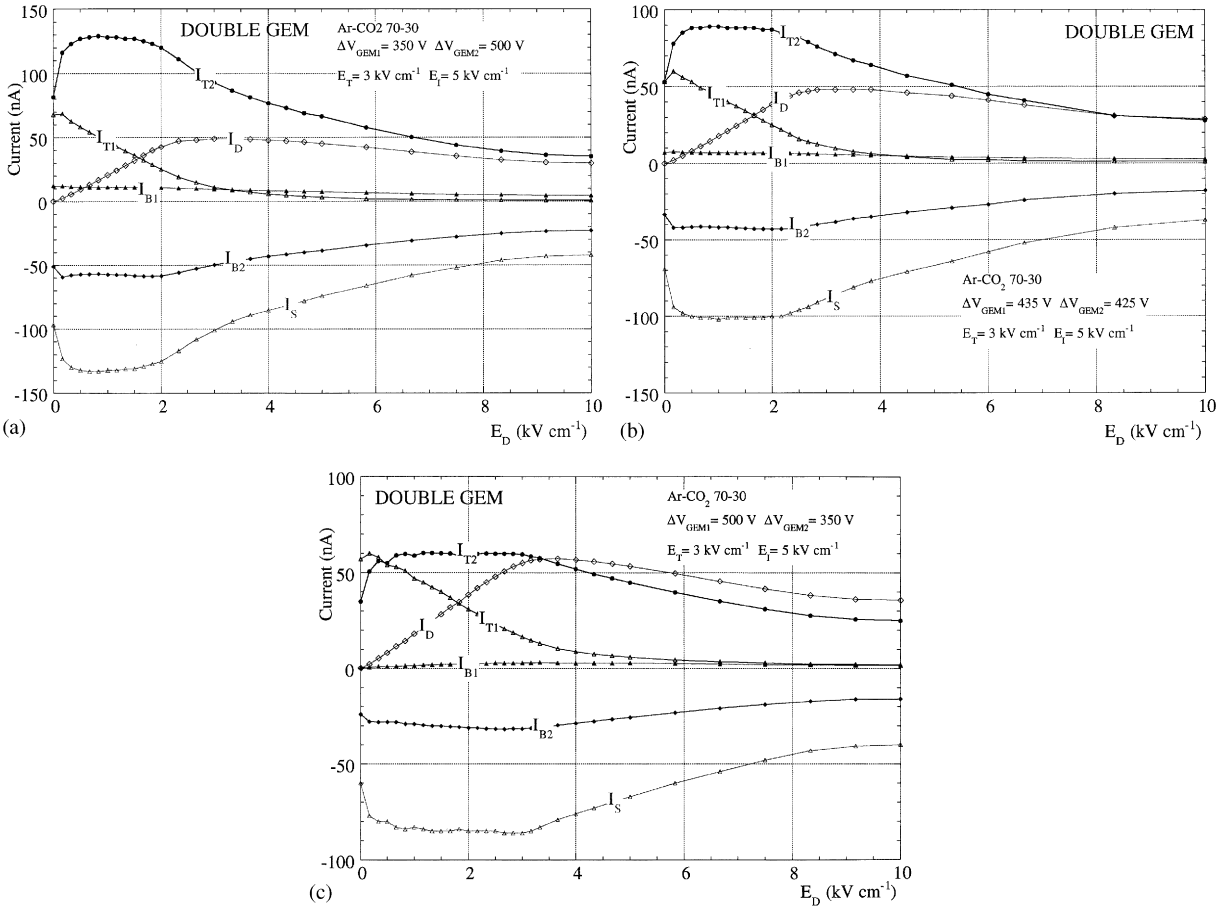 DOUBLE GEM
Ar-CO2 70-30
ΔV_GEM1 = 350 V ΔV_GEM2 = 500 V
E_T = 3 kV cm⁻¹ E_I = 5 kV cm⁻¹
Current (nA)
150
100
50
0
-50
-100
-150
I_T2
I_T1
I_D
I_B1
I_B2
I_S
0 2 4 6 8 10
E_D (kV cm⁻¹)
(a)
DOUBLE GEM
Current (nA)
100
50
0
-50
-100
-150
I_T2
I_T1
I_D
I_B1
I_B2
I_S
Ar-CO₂ 70-30
ΔV_GEM1 = 435 V ΔV_GEM2 = 425 V
E_T = 3 kV cm⁻¹ E_I = 5 kV cm⁻¹
0 2 4 6 8 10
E_D (kV cm⁻¹)
(b)
DOUBLE GEM
Ar-CO₂ 70-30
ΔV_GEM1 = 500 V ΔV_GEM2 = 350 V
E_T = 3 kV cm⁻¹ E_I = 5 kV cm⁻¹
Current (nA)
100
50
0
-50
-100
I_T2
I_D
I_T1
I_B1
I_B2
I_S
0 2 4 6 8 10
E_D (kV cm⁻¹)
(c)